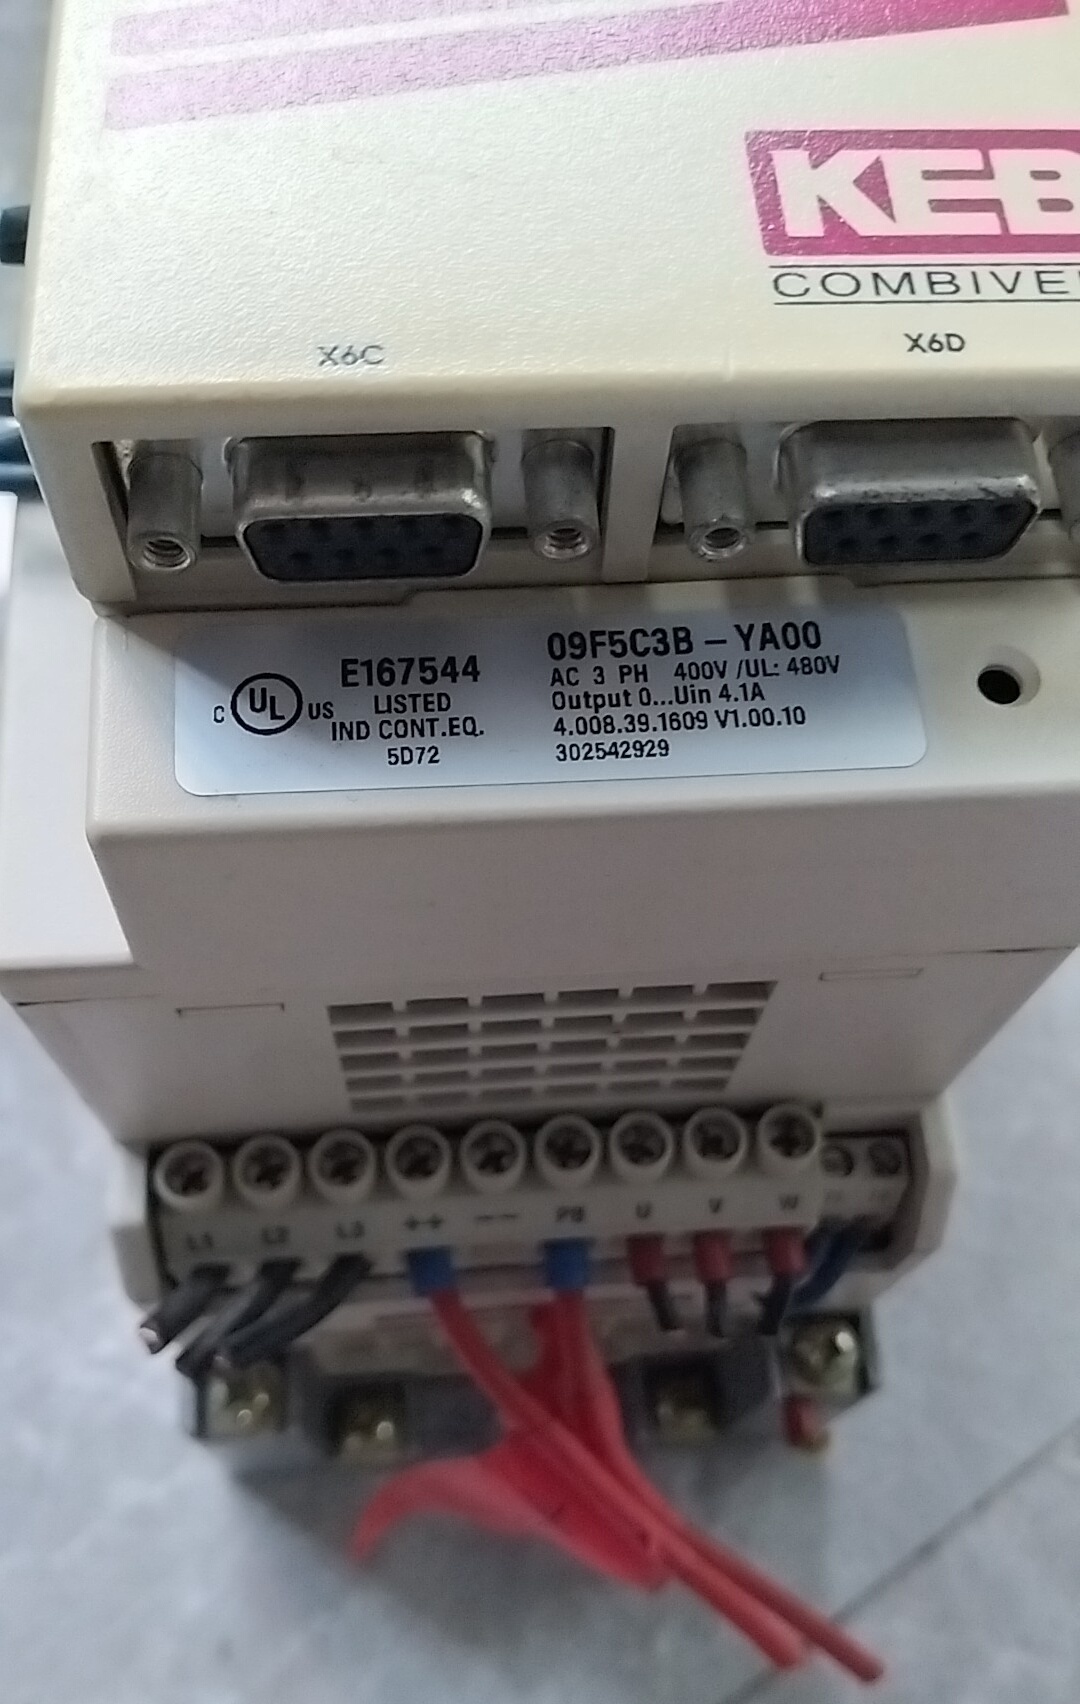 KEB
COMBIVE
X6C
X6D
E167544
LISTED
IND CONT.EQ.
5D72
C UL US
09F5C3B – YA00
AC 3 PH 400V /UL: 480V
Output 0...Uin 4.1A
4.008.39.1609 V1.00.10
302542929
L1 L2 L3 ++ -- PB U V W